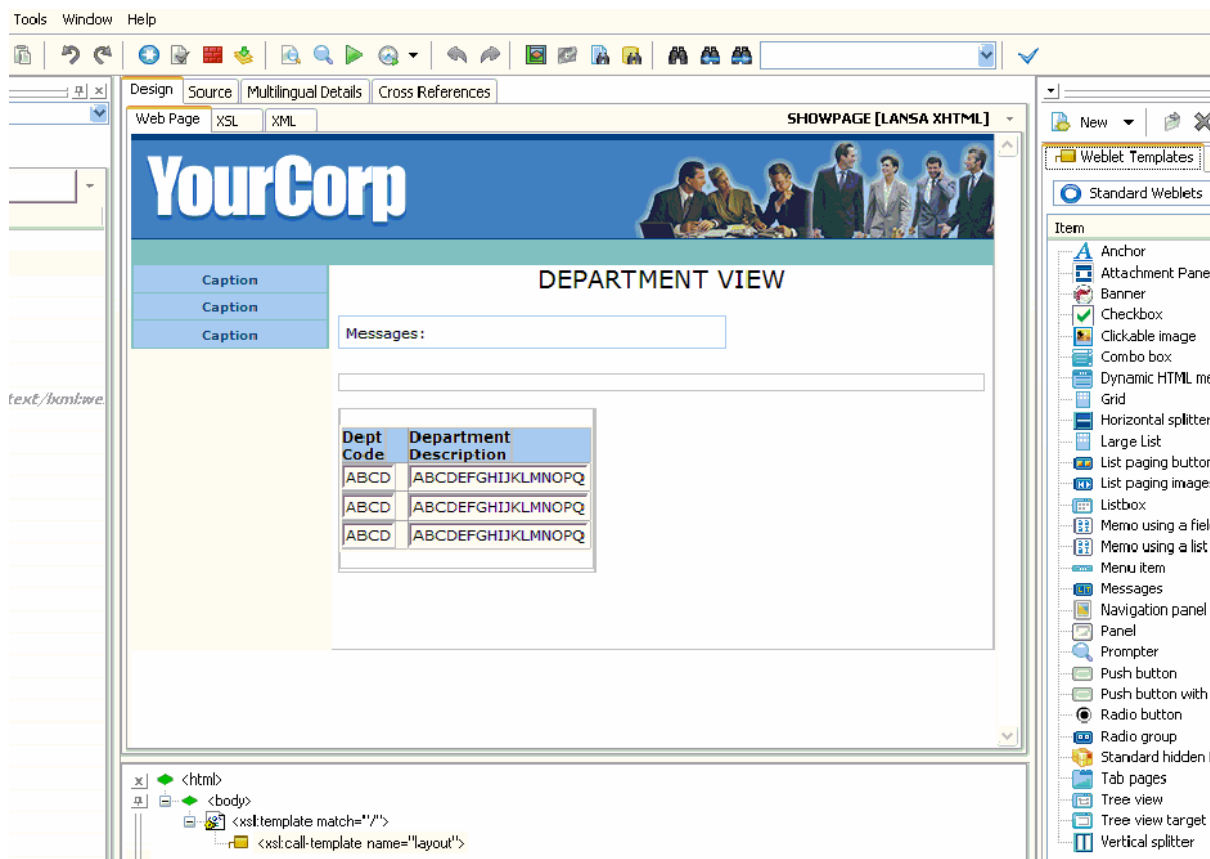 Tools Window Help
Design Source Multilingual Details Cross References
Web Page XSL XML SHOWPAGE [LANSA XHTML]
New
Weblet Templates
Standard Weblets
Item
YourCorp
Caption
Caption
Caption
DEPARTMENT VIEW
Messages:
Dept Code
Department Description
ABCD ABCDEFGHIJKLMNOPQ
ABCD ABCDEFGHIJKLMNOPQ
ABCD ABCDEFGHIJKLMNOPQ
Anchor
Attachment Pane
Banner
Checkbox
Clickable image
Combo box
Dynamic HTML me
Grid
Horizontal splitter
Large List
List paging button
List paging images
Listbox
Memo using a fiel
Memo using a list
Menu item
Messages
Navigation panel
Panel
Prompter
Push button
Push button with
Radio button
Radio group
Standard hidden
Tab pages
Tree view
Tree view target
Vertical splitter
<html>
<body>
<xsl:template match="/">
<xsl:call-template name="layout">